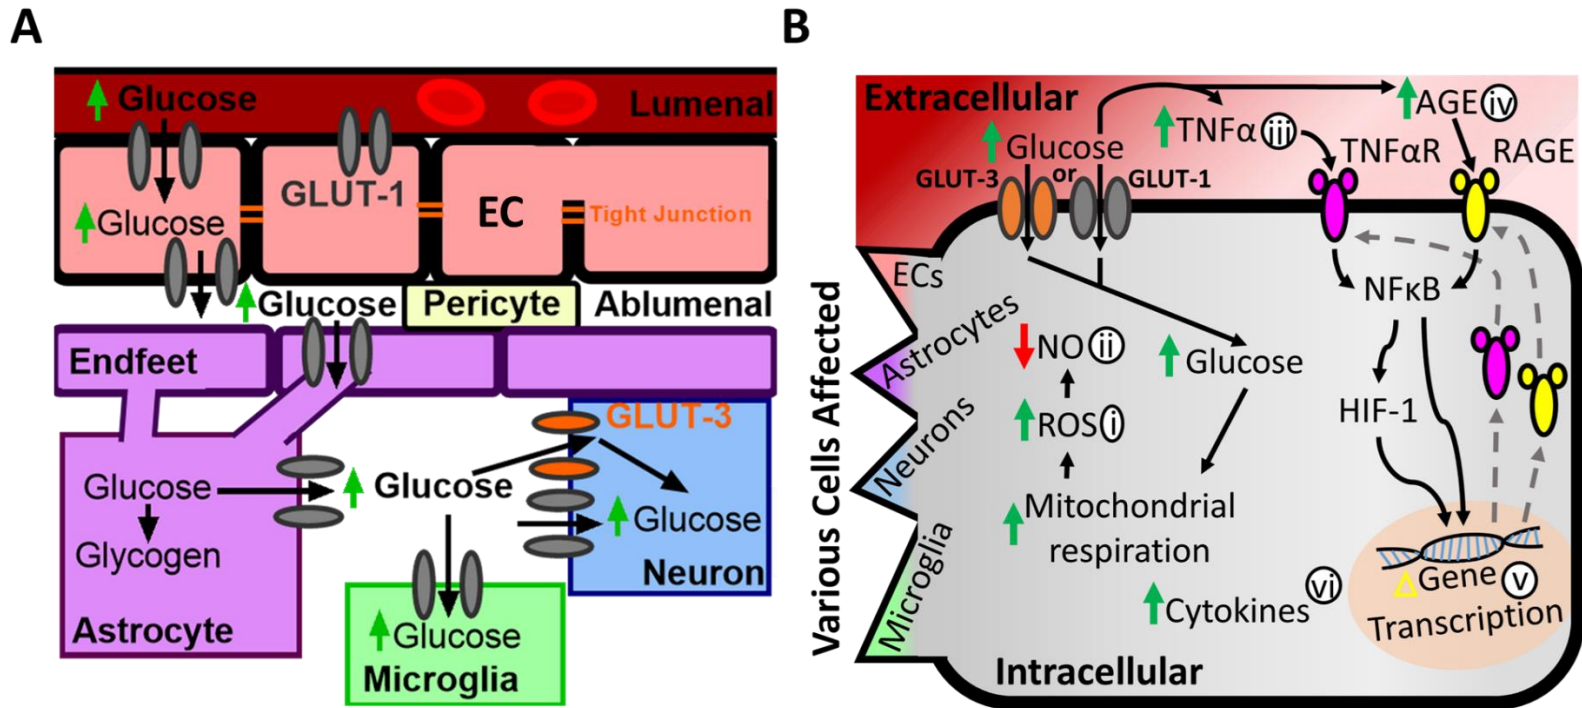 A
Glucose
Lumenal
GLUT-1
Glucose
EC
Tight Junction
Glucose
Pericyte
Ablumenal
Endfeet
GLUT-3
Glucose
Glucose
Glucose
Glycogen
Neuron
Astrocyte
Glucose
Microglia
B
Extracellular
AGE iv
TNFα iii
Glucose
or
TNFαR
RAGE
GLUT-3
GLUT-1
Various Cells Affected
ECs
Astrocytes
Neurons
Microglia
NFκB
NO ii
Glucose
ROS i
HIF-1
Mitochondrial
respiration
Cytokines vi
Δ Gene v
Transcription
Intracellular